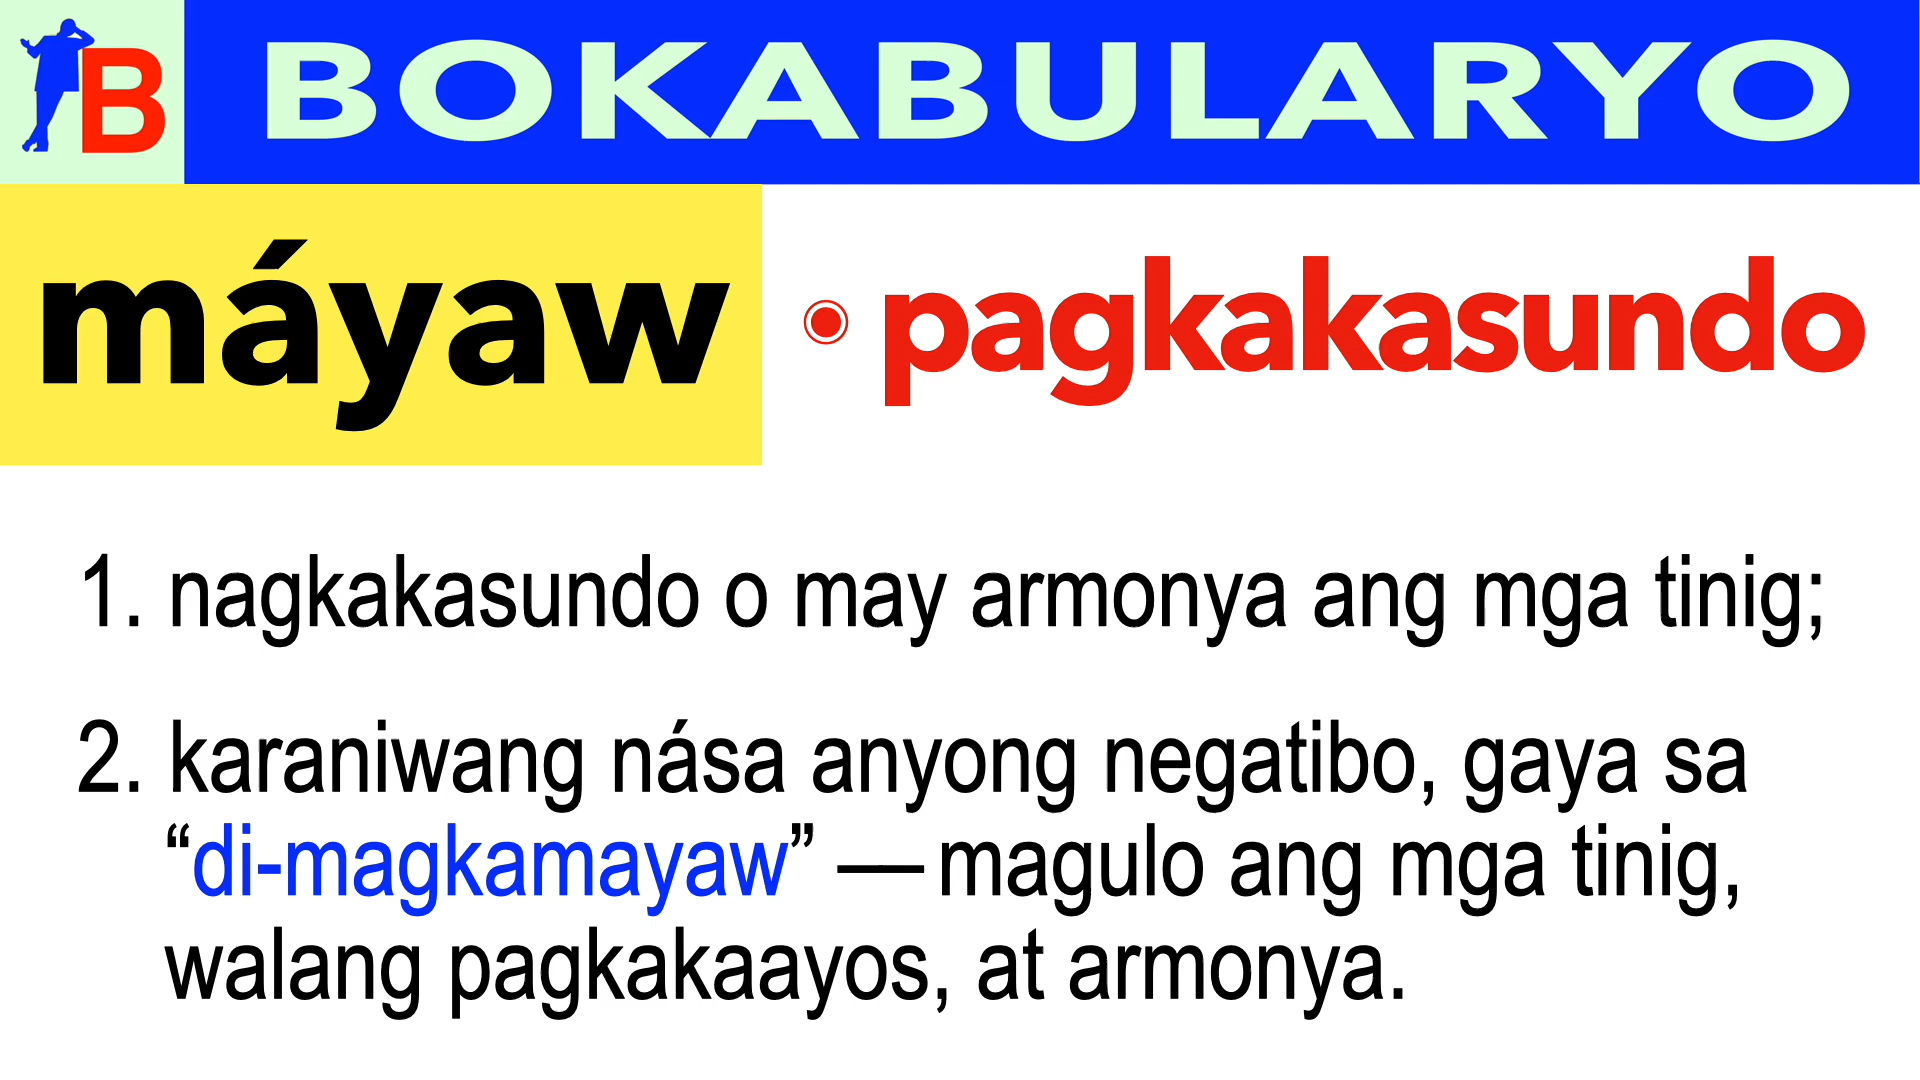 B BOKABULARYO
máyaw ◉ pagkakasundo
1. nagkakasundo o may armonya ang mga tinig;
2. karaniwang nása anyong negatibo, gaya sa
“di-magkamayaw” — magulo ang mga tinig,
walang pagkakaayos, at armonya.